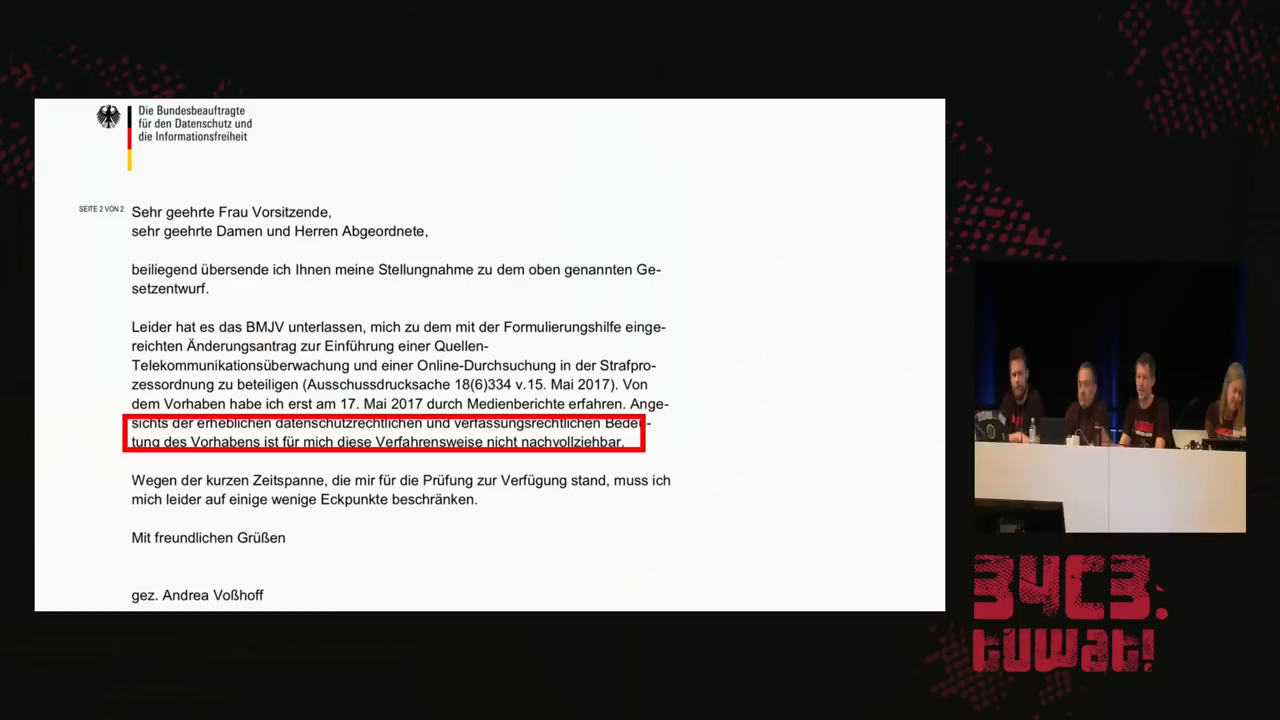 Die Bundesbeauftragte
für den Datenschutz und
die Informationsfreiheit
SEITE 2 VON 2
Sehr geehrte Frau Vorsitzende,
sehr geehrte Damen und Herren Abgeordnete,
beiliegend übersende ich Ihnen meine Stellungnahme zu dem oben genannten Ge-
setzentwurf.
Leider hat es das BMJV unterlassen, mich zu dem mit der Formulierungshilfe einge-
reichten Änderungsantrag zur Einführung einer Quellen-
Telekommunikationsüberwachung und einer Online-Durchsuchung in der Strafpro-
zessordnung zu beteiligen (Ausschussdrucksache 18(6)334 v.15. Mai 2017). Von
dem Vorhaben habe ich erst am 17. Mai 2017 durch Medienberichte erfahren. Ange-
sichts der erheblichen datenschutzrechtlichen und verfassungsrechtlichen Bedeu-
tung des Vorhabens ist für mich diese Verfahrensweise nicht nachvollziehbar.
Wegen der kurzen Zeitspanne, die mir für die Prüfung zur Verfügung stand, muss ich
mich leider auf einige wenige Eckpunkte beschränken.
Mit freundlichen Grüßen
gez. Andrea Voßhoff
34C3.
tuwat!